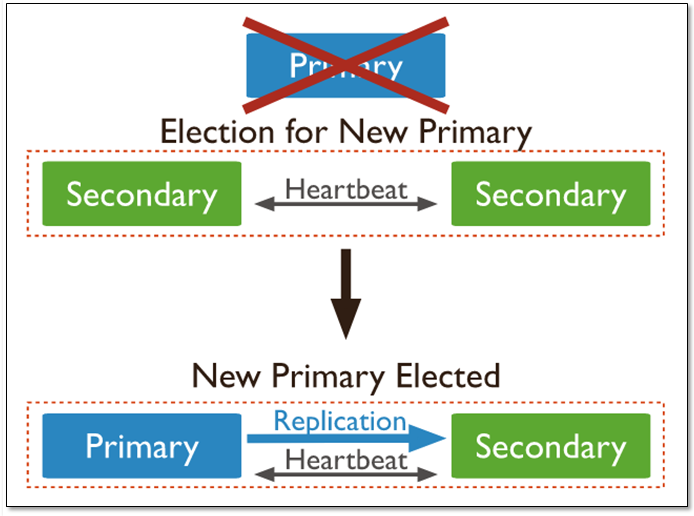 Primary
Election for New Primary
Secondary
Heartbeat
Secondary
New Primary Elected
Primary
Replication
Heartbeat
Secondary